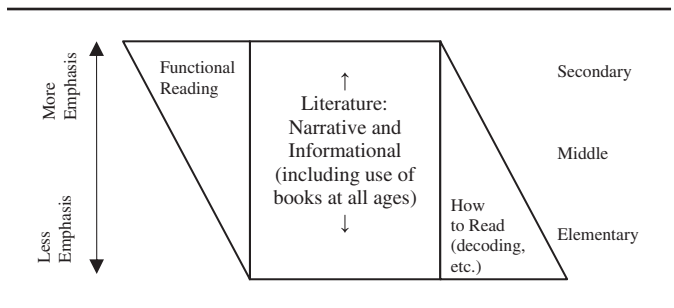 More
Emphasis
Less
Emphasis
Functional
Reading
↑
Literature:
Narrative and
Informational
(including use of
books at all ages)
↓
How
to Read
(decoding,
etc.)
Secondary
Middle
Elementary